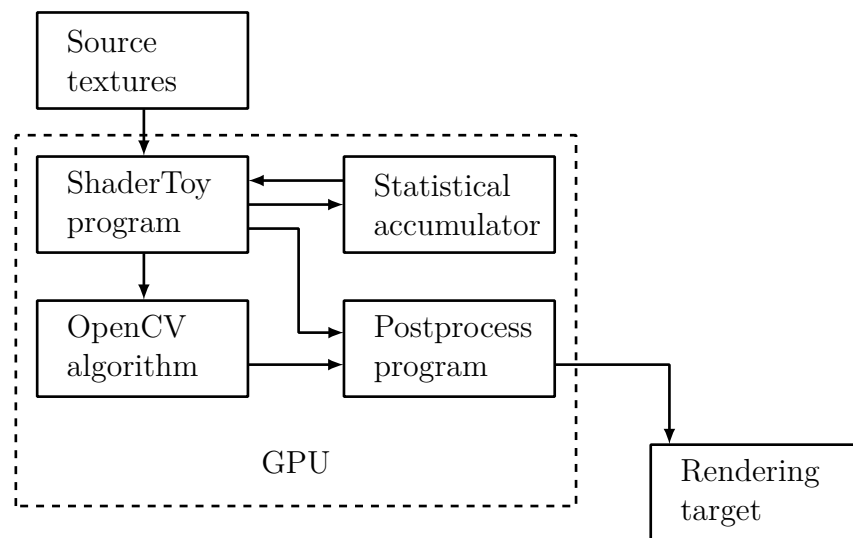 Source
textures
ShaderToy
program
Statistical
accumulator
OpenCV
algorithm
Postprocess
program
GPU
Rendering
target